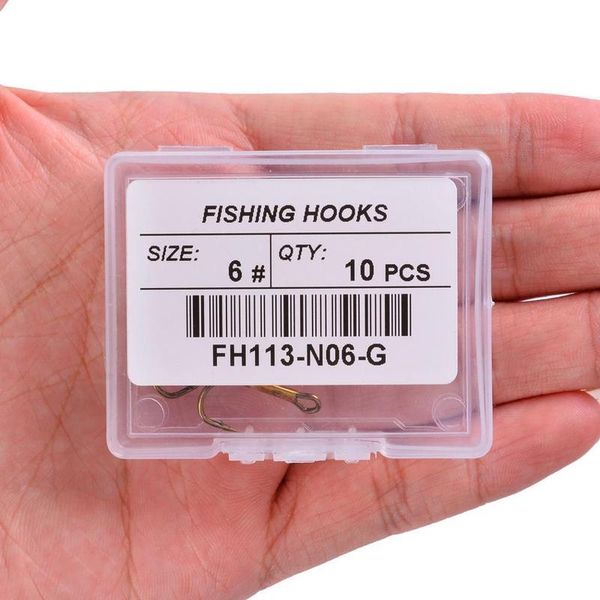 FISHING HOOKS
SIZE: 6 # QTY: 10 PCS
FH113-N06-G